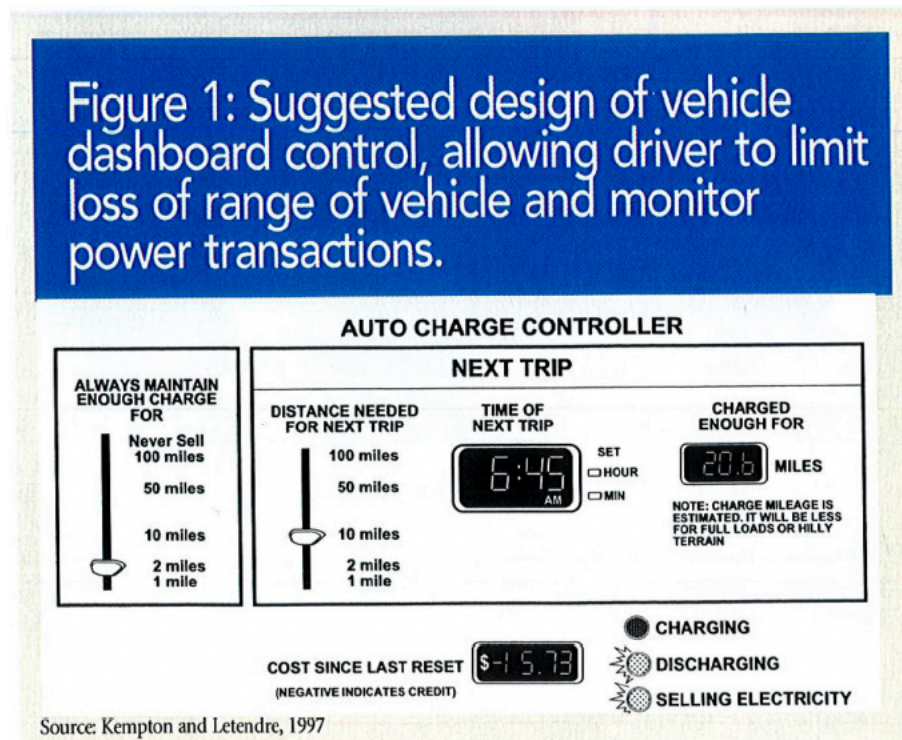 Figure 1: Suggested design of vehicle
dashboard control, allowing driver to limit
loss of range of vehicle and monitor
power transactions.
AUTO CHARGE CONTROLLER
ALWAYS MAINTAIN
ENOUGH CHARGE
FOR
Never Sell
100 miles
50 miles
10 miles
2 miles
1 mile
NEXT TRIP
DISTANCE NEEDED
FOR NEXT TRIP
100 miles
50 miles
10 miles
2 miles
1 mile
TIME OF
NEXT TRIP
6:45
AM
SET
HOUR
MIN
CHARGED
ENOUGH FOR
20.6 MILES
NOTE: CHARGE MILEAGE IS
ESTIMATED. IT WILL BE LESS
FOR FULL LOADS OR HILLY
TERRAIN
COST SINCE LAST RESET
(NEGATIVE INDICATES CREDIT)
$-15.73
CHARGING
DISCHARGING
SELLING ELECTRICITY
Source: Kempton and Letendre, 1997